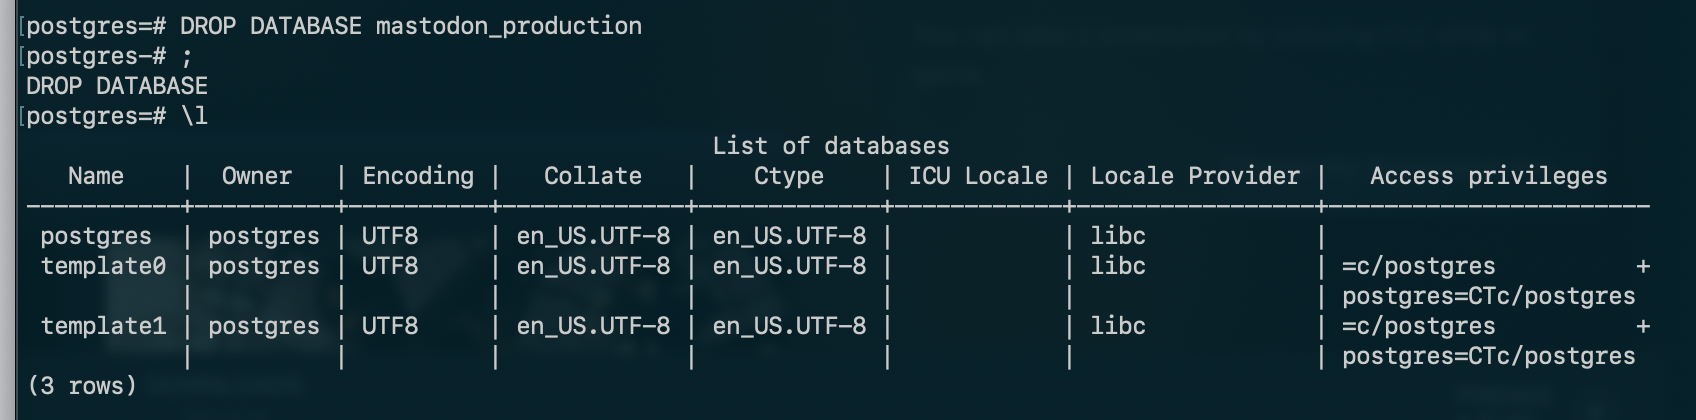 [postgres=# DROP DATABASE mastodon_production
[postgres-# ;
DROP DATABASE
[postgres=# \l
List of databases
Name | Owner | Encoding | Collate | Ctype | ICU Locale | Locale Provider | Access privileges
-----------+----------+----------+-------------+-------------+------------+-----------------+-----------------------
postgres | postgres | UTF8 | en_US.UTF-8 | en_US.UTF-8 | | libc |
template0 | postgres | UTF8 | en_US.UTF-8 | en_US.UTF-8 | | libc | =c/postgres +
| | | | | | | postgres=CTc/postgres
template1 | postgres | UTF8 | en_US.UTF-8 | en_US.UTF-8 | | libc | =c/postgres +
| | | | | | | postgres=CTc/postgres
(3 rows)